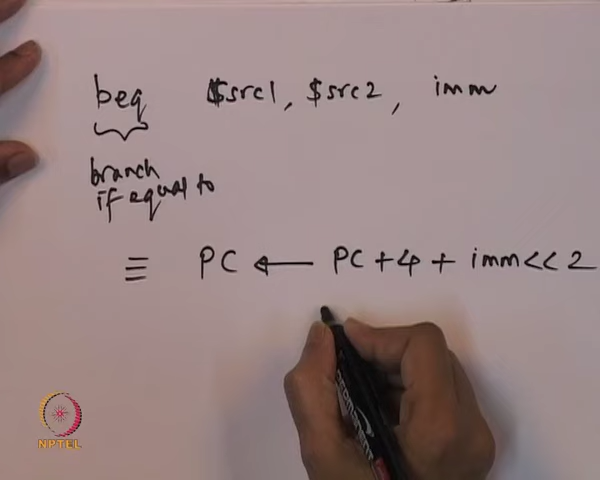 beq $src1, $src2, imm
branch
if equal to
≡ PC ← PC+4 + imm<<2
NPTEL